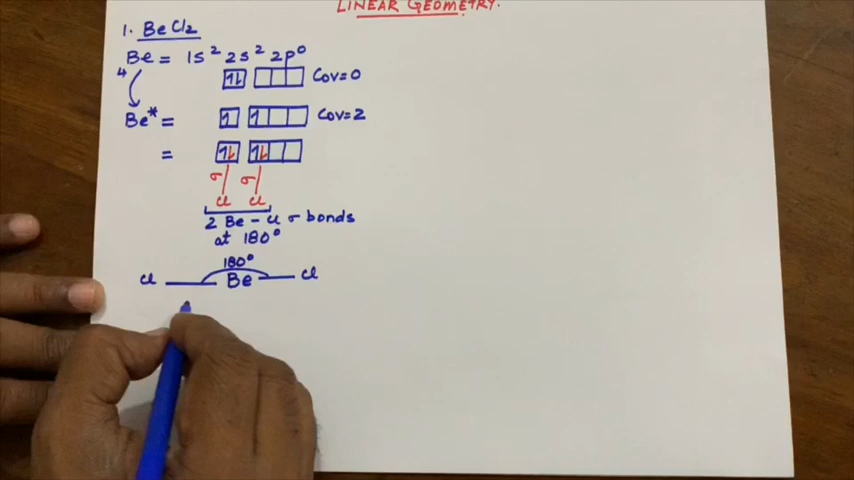 LINEAR GEOMETRY.
1. BeCl2
Be = 1s² 2s² 2p⁰
4
↑↓ Cov=0
Be* = ↑ ↑ Cov=2
= ↑↓ ↑↓
σ σ
Cl Cl
2 Be - Cl σ bonds
at 180°
180°
Cl — Be — Cl